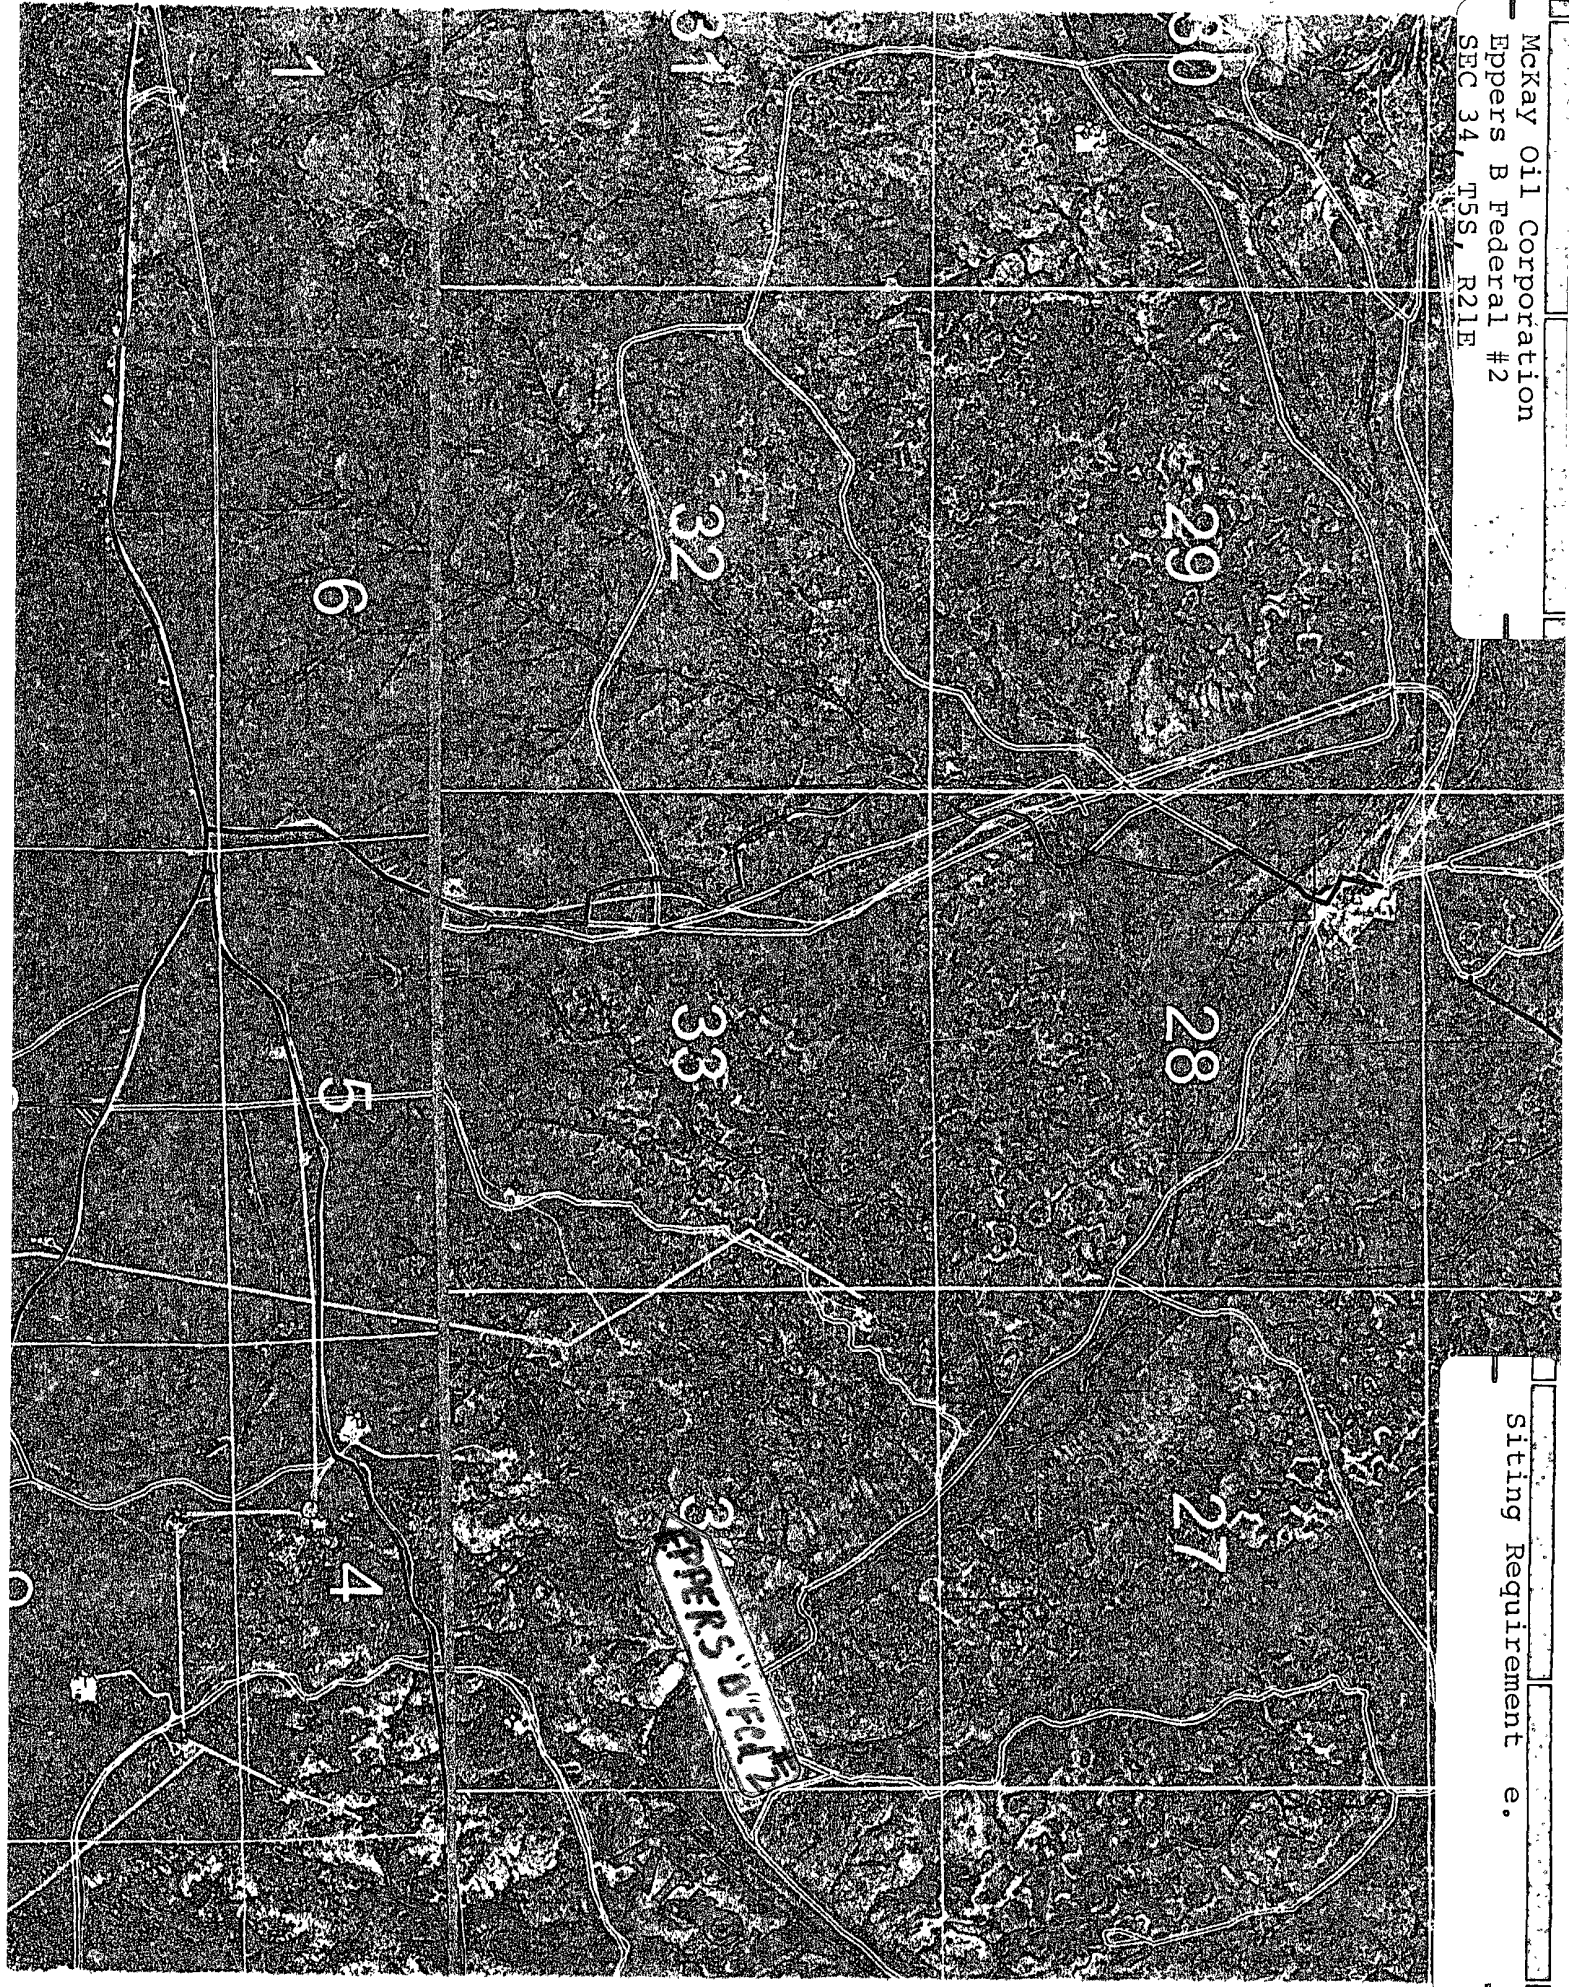 McKay Oil Corporation
Eppers B Federal #2
SEC 34, T5S, R21E
Siting Requirement e.
30 29 28 27
31 32 33 3
EPPERS "B" Fed #2
1 6 5 4